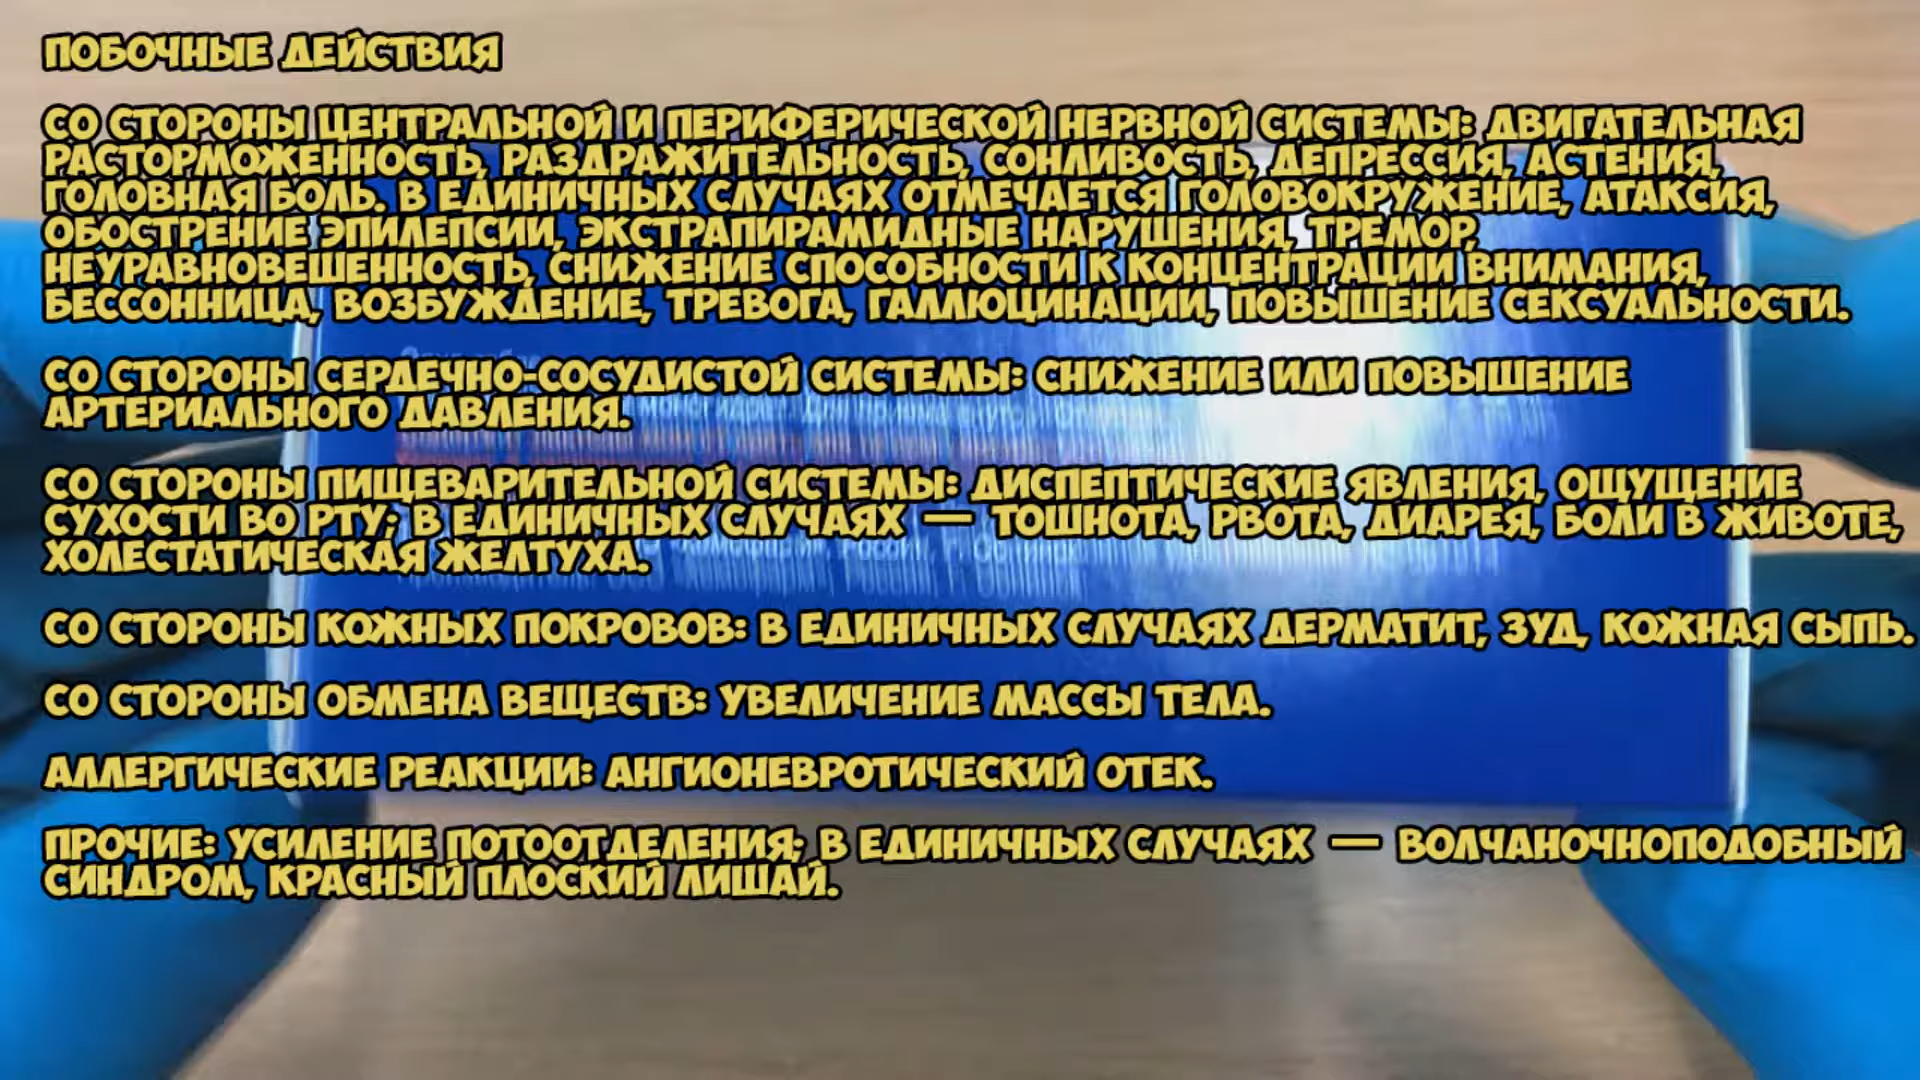 ПОБОЧНЫЕ ДЕЙСТВИЯ
СО СТОРОНЫ ЦЕНТРАЛЬНОЙ И ПЕРИФЕРИЧЕСКОЙ НЕРВНОЙ СИСТЕМЫ: ДВИГАТЕЛЬНАЯ
РАСТОРМОЖЕННОСТЬ, РАЗДРАЖИТЕЛЬНОСТЬ, СОНЛИВОСТЬ, ДЕПРЕССИЯ, АСТЕНИЯ,
ГОЛОВНАЯ БОЛЬ. В ЕДИНИЧНЫХ СЛУЧАЯХ ОТМЕЧАЕТСЯ ГОЛОВОКРУЖЕНИЕ, АТАКСИЯ,
ОБОСТРЕНИЕ ЭПИЛЕПСИИ, ЭКСТРАПИРАМИДНЫЕ НАРУШЕНИЯ, ТРЕМОР,
НЕУРАВНОВЕШЕННОСТЬ, СНИЖЕНИЕ СПОСОБНОСТИ К КОНЦЕНТРАЦИИ ВНИМАНИЯ,
БЕССОННИЦА, ВОЗБУЖДЕНИЕ, ТРЕВОГА, ГАЛЛЮЦИНАЦИИ, ПОВЫШЕНИЕ СЕКСУАЛЬНОСТИ.
СО СТОРОНЫ СЕРДЕЧНО-СОСУДИСТОЙ СИСТЕМЫ: СНИЖЕНИЕ ИЛИ ПОВЫШЕНИЕ
АРТЕРИАЛЬНОГО ДАВЛЕНИЯ.
СО СТОРОНЫ ПИЩЕВАРИТЕЛЬНОЙ СИСТЕМЫ: ДИСПЕПТИЧЕСКИЕ ЯВЛЕНИЯ, ОЩУЩЕНИЕ
СУХОСТИ ВО РТУ; В ЕДИНИЧНЫХ СЛУЧАЯХ — ТОШНОТА, РВОТА, ДИАРЕЯ, БОЛИ В ЖИВОТЕ,
ХОЛЕСТАТИЧЕСКАЯ ЖЕЛТУХА.
СО СТОРОНЫ КОЖНЫХ ПОКРОВОВ: В ЕДИНИЧНЫХ СЛУЧАЯХ ДЕРМАТИТ, ЗУД, КОЖНАЯ СЫПЬ.
СО СТОРОНЫ ОБМЕНА ВЕЩЕСТВ: УВЕЛИЧЕНИЕ МАССЫ ТЕЛА.
АЛЛЕРГИЧЕСКИЕ РЕАКЦИИ: АНГИОНЕВРОТИЧЕСКИЙ ОТЕК.
ПРОЧИЕ: УСИЛЕНИЕ ПОТООТДЕЛЕНИЯ; В ЕДИНИЧНЫХ СЛУЧАЯХ — ВОЛЧАНОЧНОПОДОБНЫЙ
СИНДРОМ, КРАСНЫЙ ПЛОСКИЙ ЛИШАЙ.